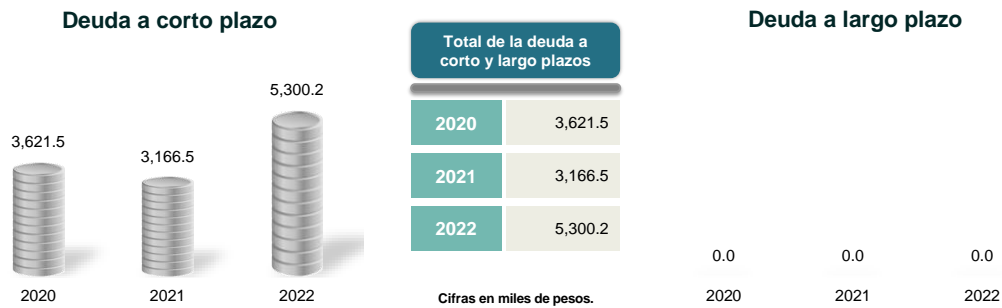 Deuda a corto plazo
5,300.2
3,621.5
3,166.5
2020 2021 2022
Total de la deuda a
corto y largo plazos
2020 3,621.5
2021 3,166.5
2022 5,300.2
Cifras en miles de pesos.
Deuda a largo plazo
0.0 0.0 0.0
2020 2021 2022